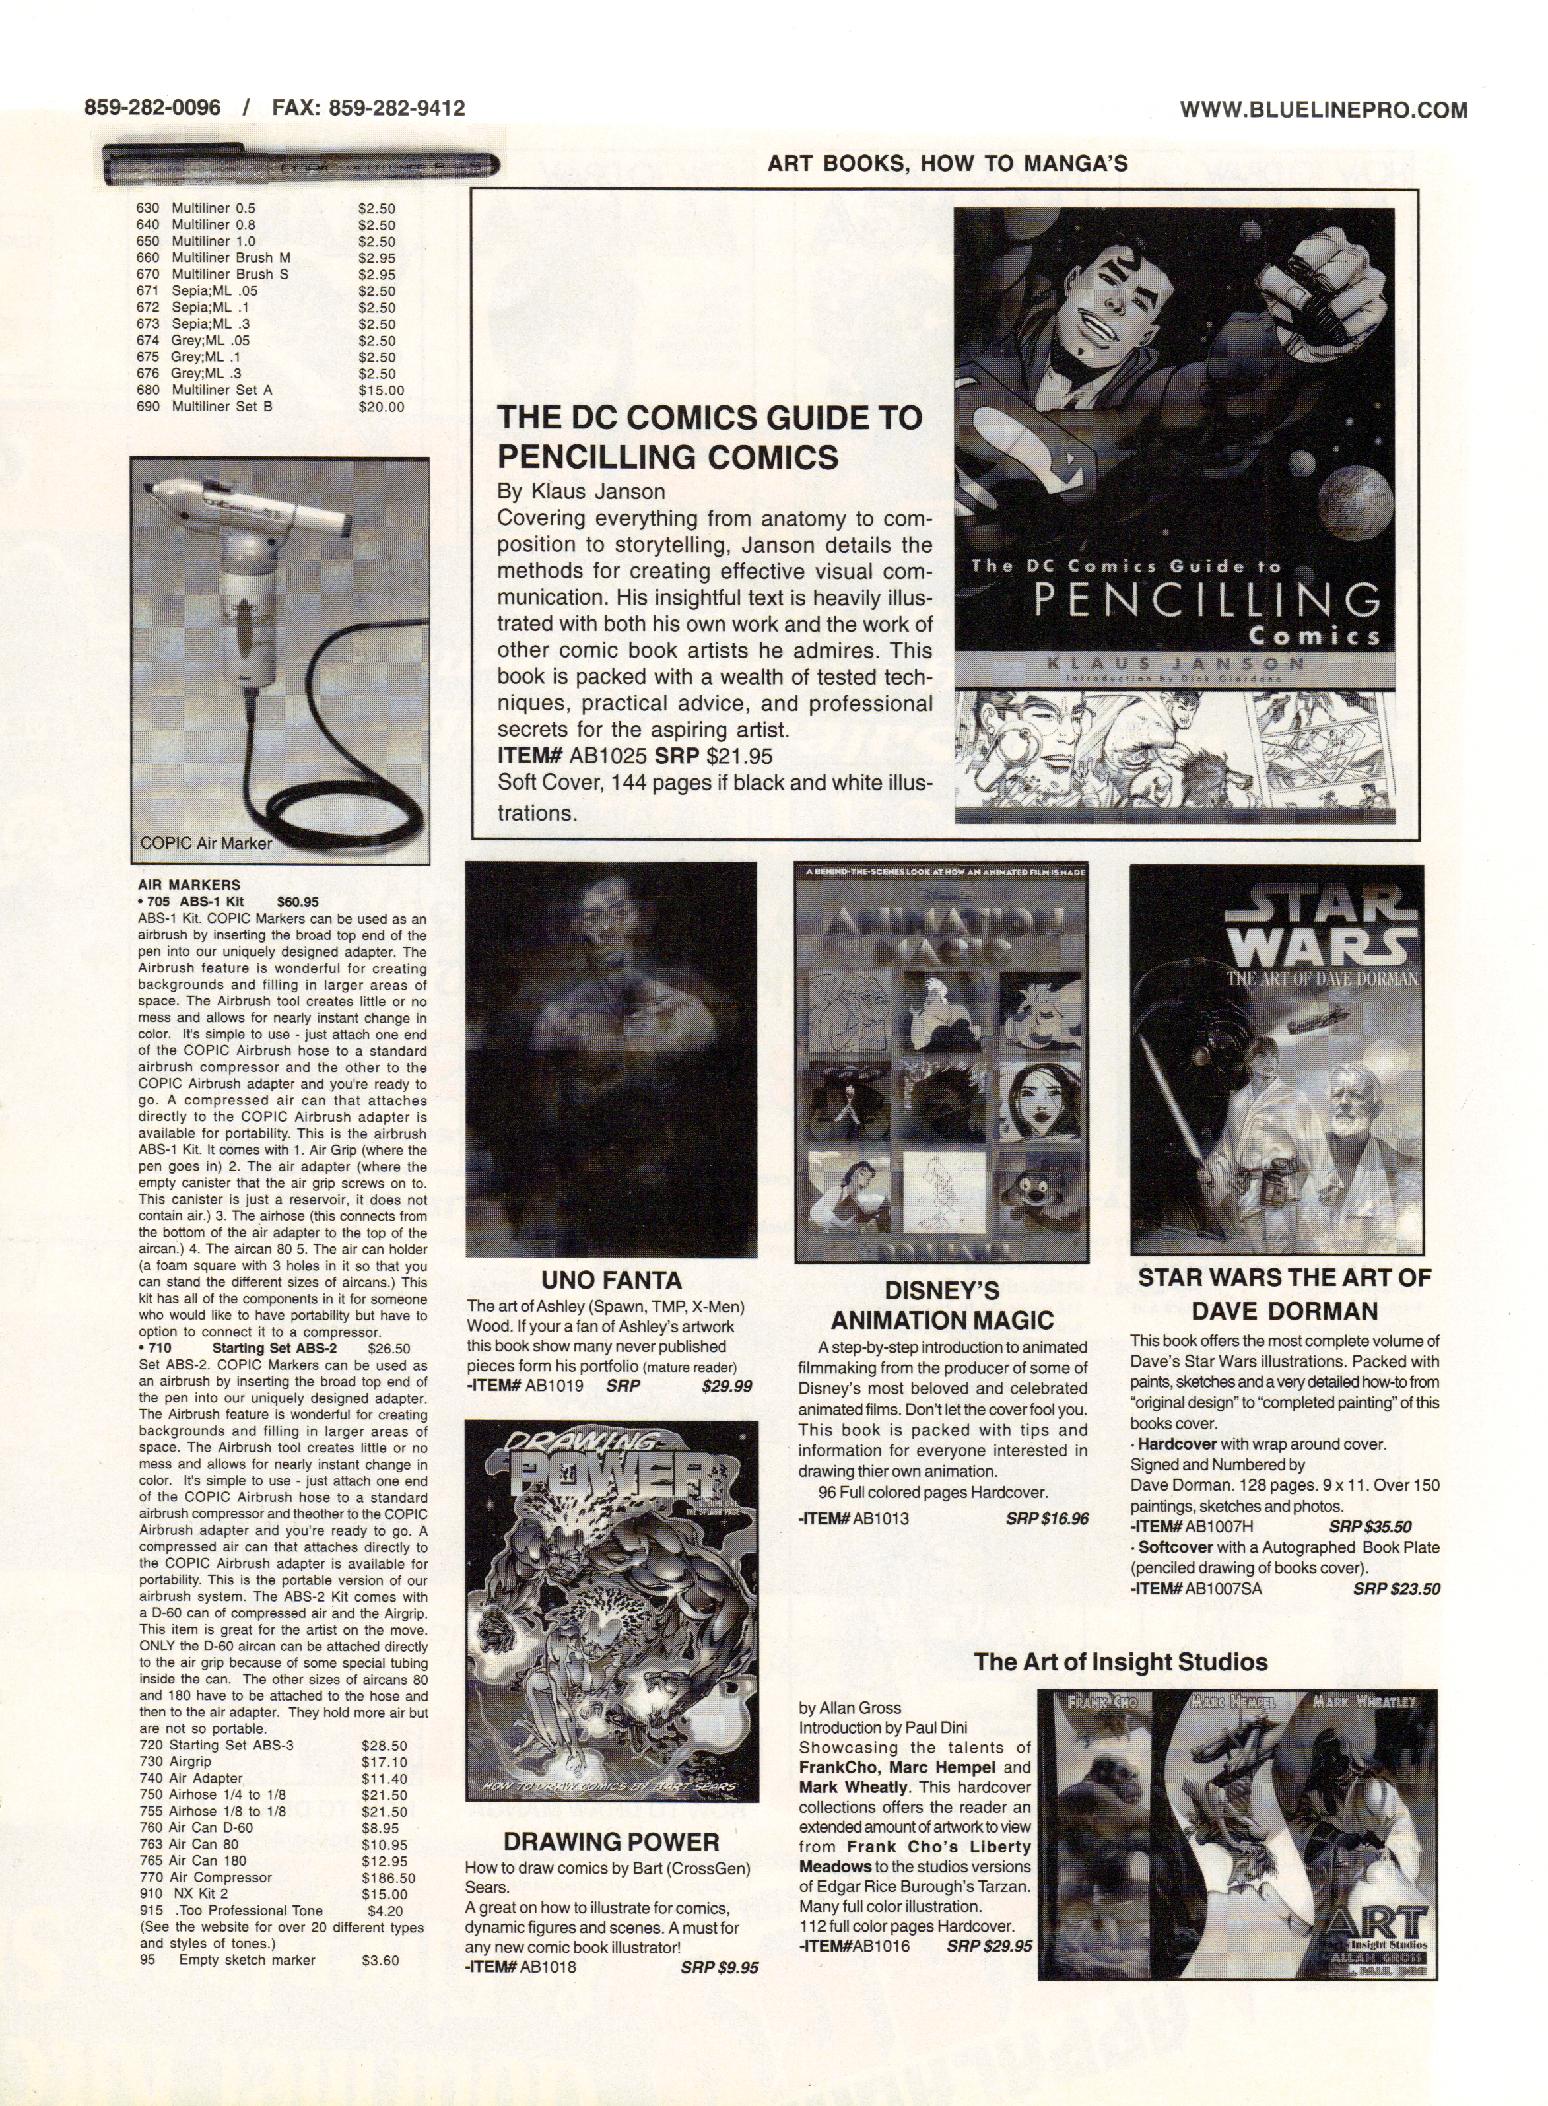 859-282-0096 / FAX: 859-282-9412
WWW.BLUELINEPRO.COM
ART BOOKS, HOW TO MANGA'S
630 Multiliner 0.5 $2.50
640 Multiliner 0.8 $2.50
650 Multiliner 1.0 $2.50
660 Multiliner Brush M $2.95
670 Multiliner Brush S $2.95
671 Sepia;ML .05 $2.50
672 Sepia;ML .1 $2.50
673 Sepia;ML .3 $2.50
674 Grey;ML .05 $2.50
675 Grey;ML .1 $2.50
676 Grey;ML .3 $2.50
680 Multiliner Set A $15.00
690 Multiliner Set B $20.00
COPIC Air Marker
AIR MARKERS
• 705 ABS-1 Kit $60.95
ABS-1 Kit. COPIC Markers can be used as an
airbrush by inserting the broad top end of the
pen into our uniquely designed adapter. The
Airbrush feature is wonderful for creating
backgrounds and filling in larger areas of
space. The Airbrush tool creates little or no
mess and allows for nearly instant change in
color. It's simple to use - just attach one end
of the COPIC Airbrush hose to a standard
airbrush compressor and the other to the
COPIC Airbrush adapter and you're ready to
go. A compressed air can that attaches
directly to the COPIC Airbrush adapter is
available for portability. This is the airbrush
ABS-1 Kit. It comes with 1. Air Grip (where the
pen goes in) 2. The air adapter (where the
empty canister that the air grip screws on to.
This canister is just a reservoir, it does not
contain air.) 3. The airhose (this connects from
the bottom of the air adapter to the top of the
aircan.) 4. The aircan 80 5. The air can holder
(a foam square with 3 holes in it so that you
can stand the different sizes of aircans.) This
kit has all of the components in it for someone
who would like to have portability but have to
option to connect it to a compressor.
• 710 Starting Set ABS-2 $26.50
Set ABS-2. COPIC Markers can be used as
an airbrush by inserting the broad top end of
the pen into our uniquely designed adapter.
The Airbrush feature is wonderful for creating
backgrounds and filling in larger areas of
space. The Airbrush tool creates little or no
mess and allows for nearly instant change in
color. It's simple to use - just attach one end
of the COPIC Airbrush hose to a standard
airbrush compressor and theother to the COPIC
Airbrush adapter and you're ready to go. A
compressed air can that attaches directly to
the COPIC Airbrush adapter is available for
portability. This is the portable version of our
airbrush system. The ABS-2 Kit comes with
a D-60 can of compressed air and the Airgrip.
This item is great for the artist on the move.
ONLY the D-60 aircan can be attached directly
to the air grip because of some special tubing
inside the can. The other sizes of aircans 80
and 180 have to be attached to the hose and
then to the air adapter. They hold more air but
are not so portable.
720 Starting Set ABS-3 $28.50
730 Airgrip $17.10
740 Air Adapter $11.40
750 Airhose 1/4 to 1/8 $21.50
755 Airhose 1/8 to 1/8 $21.50
760 Air Can D-60 $8.95
763 Air Can 80 $10.95
765 Air Can 180 $12.95
770 Air Compressor $186.50
910 NX Kit 2 $15.00
915 .Too Professional Tone $4.20
(See the website for over 20 different types
and styles of tones.)
95 Empty sketch marker $3.60
THE DC COMICS GUIDE TO
PENCILLING COMICS
By Klaus Janson
Covering everything from anatomy to com-
position to storytelling, Janson details the
methods for creating effective visual com-
munication. His insightful text is heavily illus-
trated with both his own work and the work of
other comic book artists he admires. This
book is packed with a wealth of tested tech-
niques, practical advice, and professional
secrets for the aspiring artist.
ITEM# AB1025 SRP $21.95
Soft Cover, 144 pages if black and white illus-
trations.
The DC Comics Guide to
PENCILLING
Comics
KLAUS JANSON
Introduction by Dick Giordano
UNO FANTA
The art of Ashley (Spawn, TMP, X-Men)
Wood. If your a fan of Ashley's artwork
this book show many never published
pieces form his portfolio (mature reader)
-ITEM# AB1019 SRP $29.99
DRAWING
POWER
HOW TO DRAW COMICS BY BART SEARS
DRAWING POWER
How to draw comics by Bart (CrossGen)
Sears.
A great on how to illustrate for comics,
dynamic figures and scenes. A must for
any new comic book illustrator!
-ITEM# AB1018 SRP $9.95
A BEHIND-THE-SCENES LOOK AT HOW AN ANIMATED FILM IS MADE
ANIMATION
MAGIC
DISNEY'S
ANIMATION MAGIC
A step-by-step introduction to animated
filmmaking from the producer of some of
Disney's most beloved and celebrated
animated films. Don't let the cover fool you.
This book is packed with tips and
information for everyone interested in
drawing thier own animation.
96 Full colored pages Hardcover.
-ITEM# AB1013 SRP $16.96
STAR
WARS
THE ART OF DAVE DORMAN
STAR WARS THE ART OF
DAVE DORMAN
This book offers the most complete volume of
Dave's Star Wars illustrations. Packed with
paints, sketches and a very detailed how-to from
"original design" to "completed painting" of this
books cover.
· Hardcover with wrap around cover.
Signed and Numbered by
Dave Dorman. 128 pages. 9 x 11. Over 150
paintings, sketches and photos.
-ITEM# AB1007H SRP $35.50
· Softcover with a Autographed Book Plate
(penciled drawing of books cover).
-ITEM# AB1007SA SRP $23.50
The Art of Insight Studios
by Allan Gross
Introduction by Paul Dini
Showcasing the talents of
FrankCho, Marc Hempel and
Mark Wheatly. This hardcover
collections offers the reader an
extended amount of artwork to view
from Frank Cho's Liberty
Meadows to the studios versions
of Edgar Rice Burough's Tarzan.
Many full color illustration.
112 full color pages Hardcover.
-ITEM#AB1016 SRP $29.95
FRANK CHO MARC HEMPEL MARK WHEATLEY
ART
Insight Studios
ALLAN GROSS
PAUL DINI